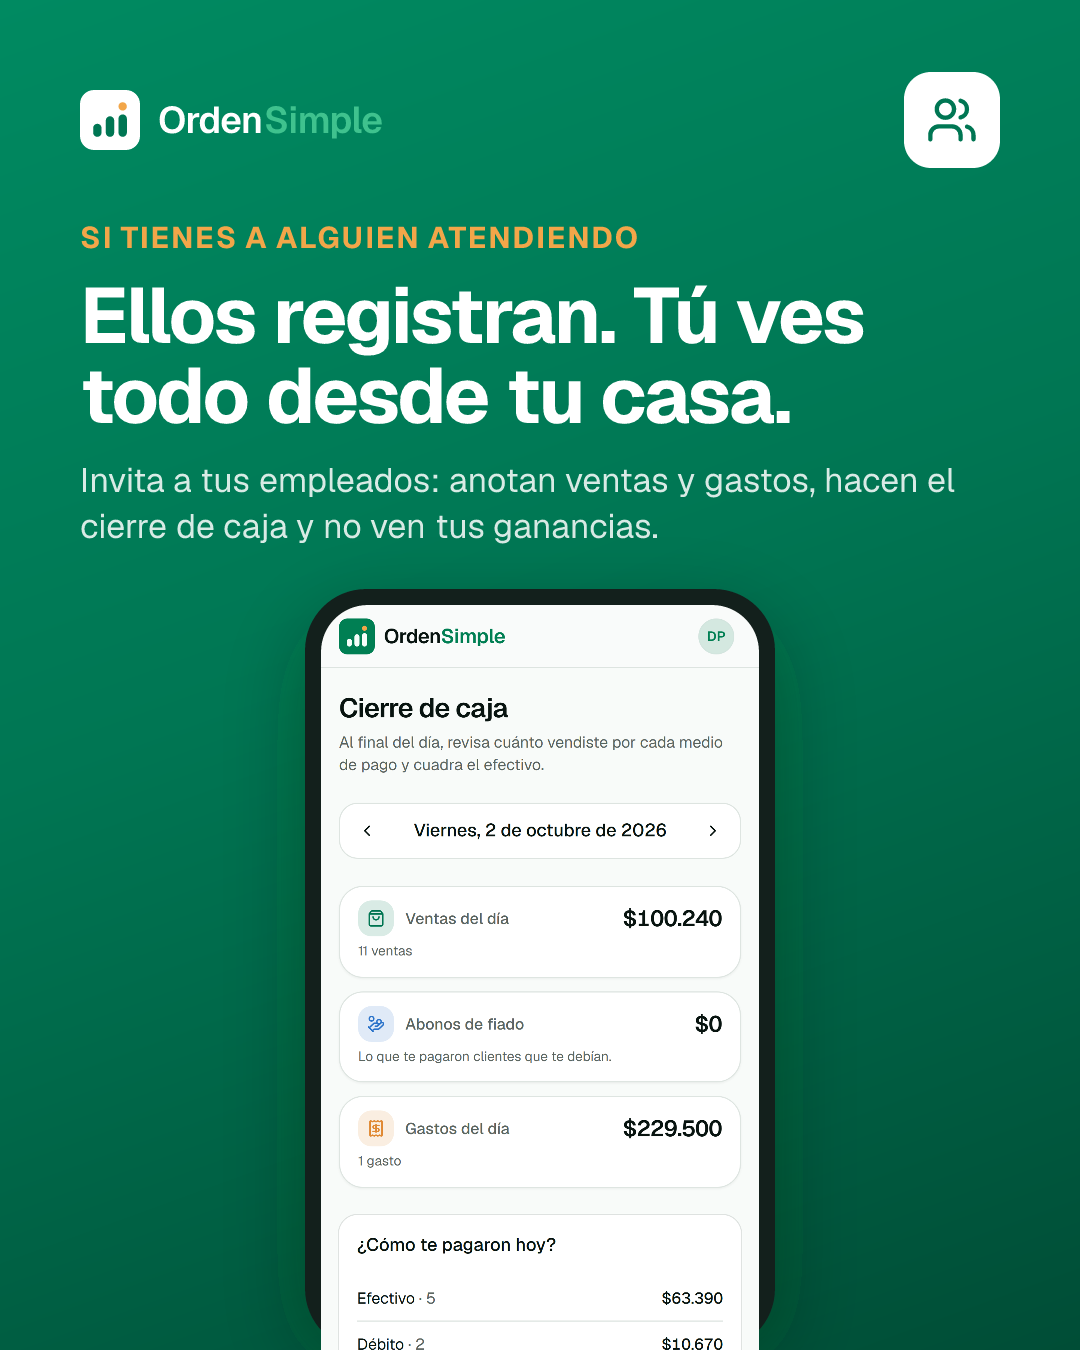 OrdenSimple
SI TIENES A ALGUIEN ATENDIENDO
Ellos registran. Tú ves
todo desde tu casa.
Invita a tus empleados: anotan ventas y gastos, hacen el
cierre de caja y no ven tus ganancias.
OrdenSimple
DP
Cierre de caja
Al final del día, revisa cuánto vendiste por cada medio
de pago y cuadra el efectivo.
Viernes, 2 de octubre de 2026
Ventas del día $100.240
11 ventas
Abonos de fiado $0
Lo que te pagaron clientes que te debían.
Gastos del día $229.500
1 gasto
¿Cómo te pagaron hoy?
Efectivo · 5 $63.390
Débito · 2 $10.670